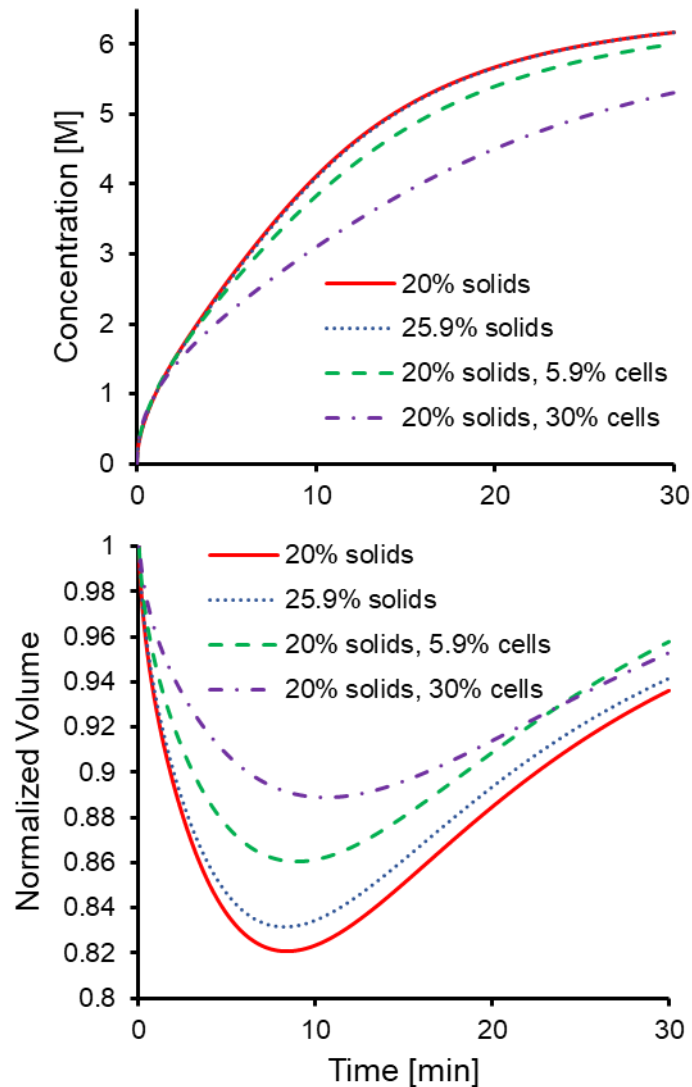 Concentration [M]
6
5
4
3
2
1
0
20% solids
25.9% solids
20% solids, 5.9% cells
20% solids, 30% cells
0
10
20
30
Normalized Volume
1
0.98
0.96
0.94
0.92
0.9
0.88
0.86
0.84
0.82
0.8
20% solids
25.9% solids
20% solids, 5.9% cells
20% solids, 30% cells
0
10
20
30
Time [min]